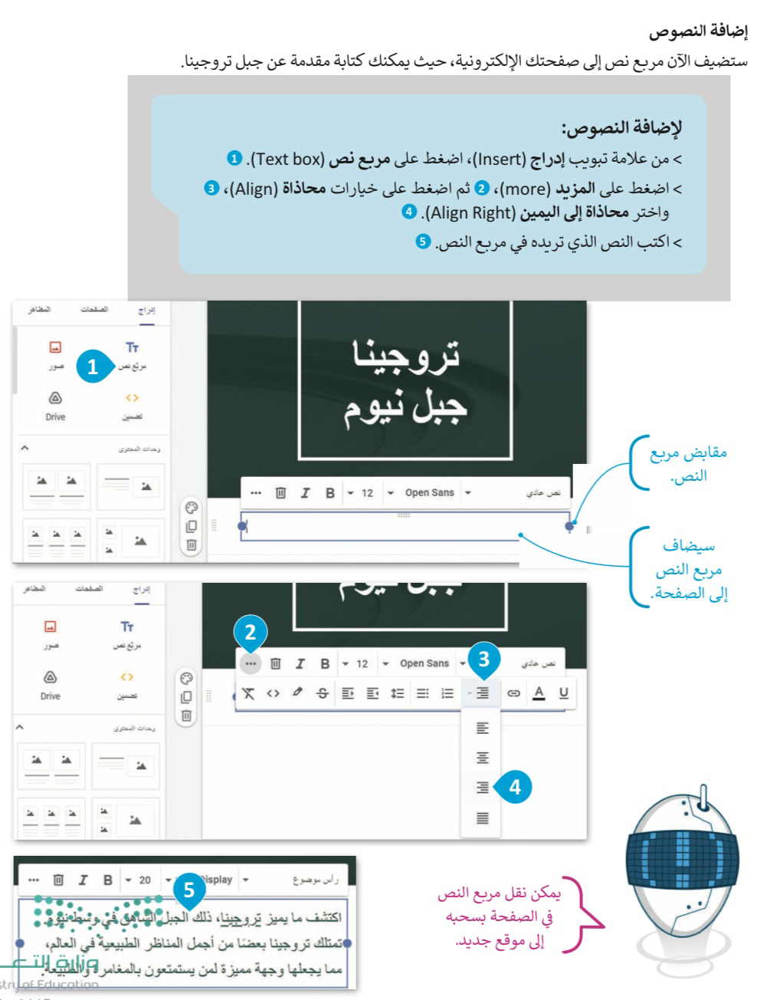 إضافة النصوص
ستضيف الآن مربع نص إلى صفحتك الإلكترونية، حيث يمكنك كتابة مقدمة عن جبل تروجينا.
لإضافة النصوص:
> من علامة تبويب إدراج (Insert)، اضغط على مربع نص (Text box). 1
> اضغط على المزيد (more)، 2 ثم اضغط على خيارات محاذاة (Align)، 3
واختر محاذاة إلى اليمين (Align Right). 4
> اكتب النص الذي تريده في مربع النص. 5
إدراج الصفحات المظاهر
مربّع نص صور
1
تضمين Drive
وحدات المحتوى
تروجينا
جبل نيوم
نص عادي Open Sans 12 B I
مقابض مربع
النص.
سيضاف
مربع النص
إلى الصفحة.
إدراج الصفحات المظاهر
مربّع نص صور
تضمين Drive
وحدات المحتوى
جبل نيوم
2
3
نص عادي Open Sans 12 B I
U A
4
رأس موضوع Display 20 B I
5
اكتشف ما يميز تروجينا، ذلك الجبل الشاهق في وسط نيوم.
تمتلك تروجينا بعضًا من أجمل المناظر الطبيعية في العالم،
مما يجعلها وجهة مميزة لمن يستمتعون بالمغامرة والطبيعة.
يمكن نقل مربع النص
في الصفحة بسحبه
إلى موقع جديد.
وزارة التع
stry of Education